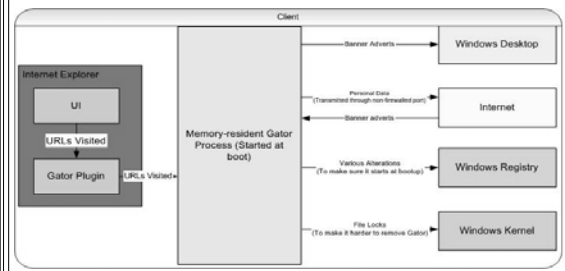 Client
Internet Explorer
UI
URLs Visited
Gator Plugin
URLs Visited
Memory-resident Gator
Process (Started at
boot)
Banner Adverts
Windows Desktop
Personal Data
(Transmitted through non-firewalled port)
Banner adverts
Internet
Various Alterations
(To make sure it starts at bootup)
Windows Registry
File Locks
(To make it harder to remove Gator)
Windows Kernel